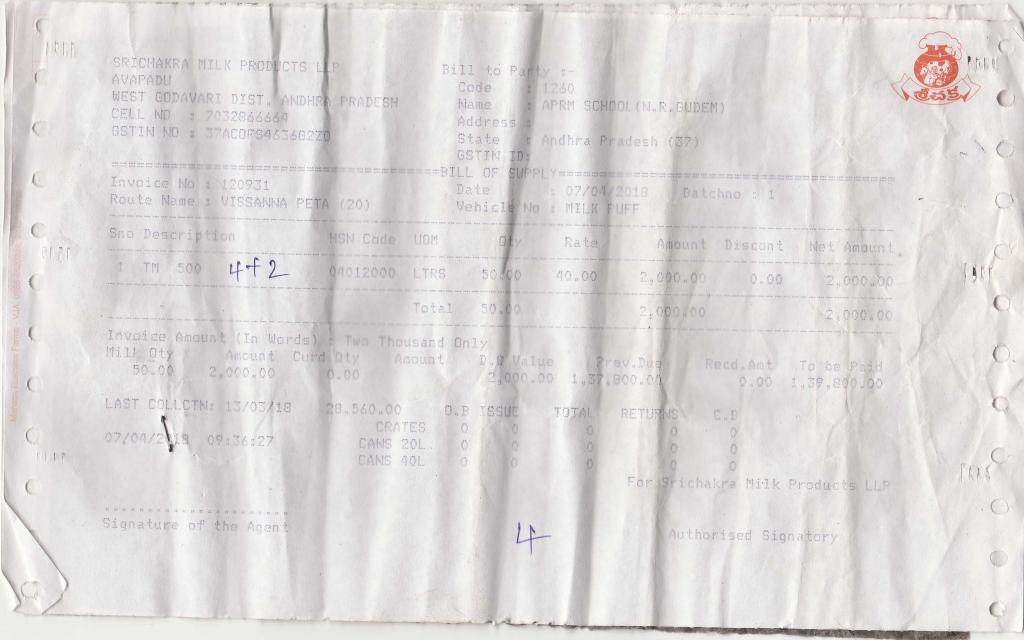 శ్రీచక్ర
SRICHAKRA MILK PRODUCTS LLP
AVAPADU
WEST GODAVARI DIST, ANDHRA PRADESH
CELL NO : 7032866664
GSTIN NO : 37ACOFS4636G2ZO
Bill to Party :-
Code : 1260
Name : APRM SCHOOL(N.R.GUDEM)
Address :
State : Andhra Pradesh (37)
GSTIN ID:
BILL OF SUPPLY
Invoice No : 120931 Date : 07/04/2018 Batchno : 1
Route Name : VISSANNA PETA (20) Vehicle No : MILK PUFF
Sno Description HSN Code UOM Qty Rate Amount Discont Net Amount
1 TM 500 4+2 04012000 LTRS 50.00 40.00 2,000.00 0.00 2,000.00
Total 50.00 2,000.00 2,000.00
Invoice Amount (In Words) : Two Thousand Only
Milk Qty Amount Curd Qty Amount D.O Value Prev.Due Recd.Amt To be Paid
50.00 2,000.00 0.00 2,000.00 1,37,800.00 0.00 1,39,800.00
LAST COLLCTN: 13/03/18 28,560.00 O.B ISSUE TOTAL RETURNS C.B
CRATES 0 0 0 0 0
07/04/2018 09:36:27 CANS 20L 0 0 0 0 0
CANS 40L 0 0 0 0 0
For Srichakra Milk Products LLP
Signature of the Agent
4
Authorised Signatory